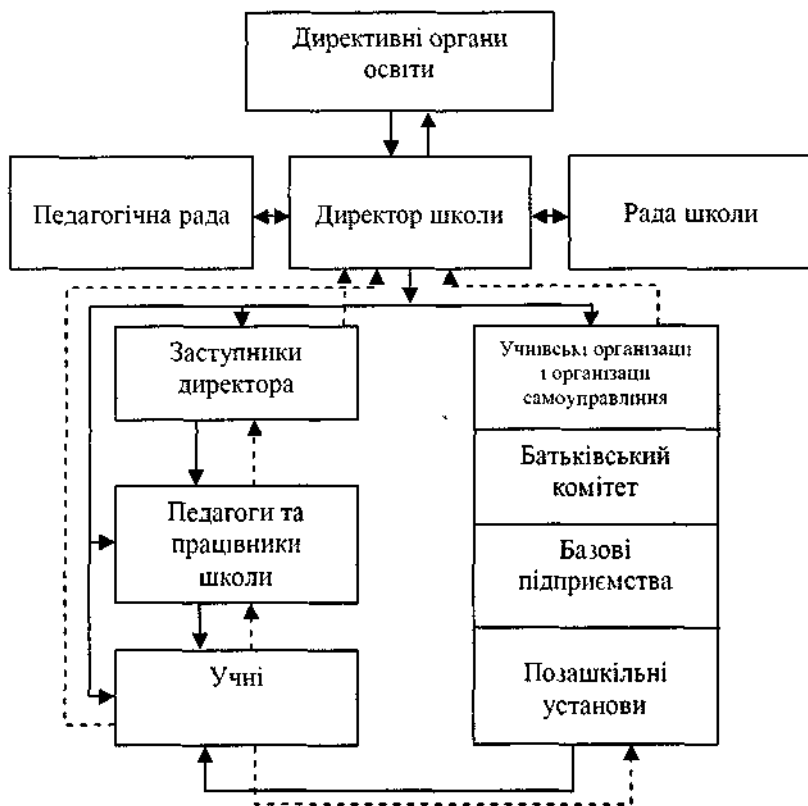 Директивні органи
освіти
Педагогічна рада
Директор школи
Рада школи
Заступники
директора
Учнівські організації
і організації
самоуправління
Батьківський
комітет
Педагоги та
працівники
школи
Базові
підприємства
Учні
Позашкільні
установи